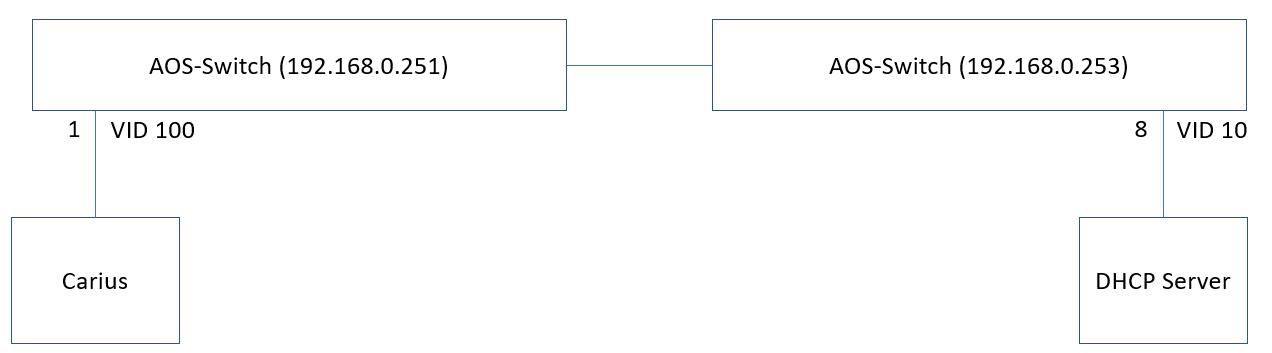 AOS-Switch (192.168.0.251)
AOS-Switch (192.168.0.253)
1
VID 100
8
VID 10
Carius
DHCP Server